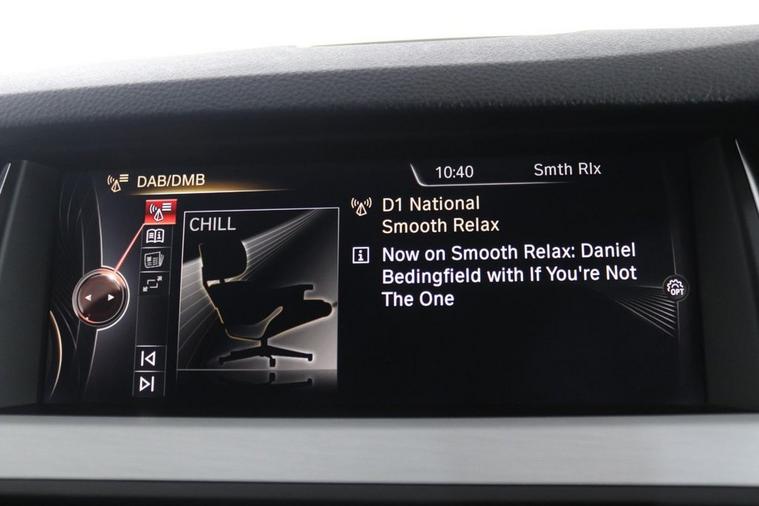 DAB/DMB
10:40
Smth Rlx
CHILL
D1 National
Smooth Relax
Now on Smooth Relax: Daniel
Bedingfield with If You're Not
The One
OPT